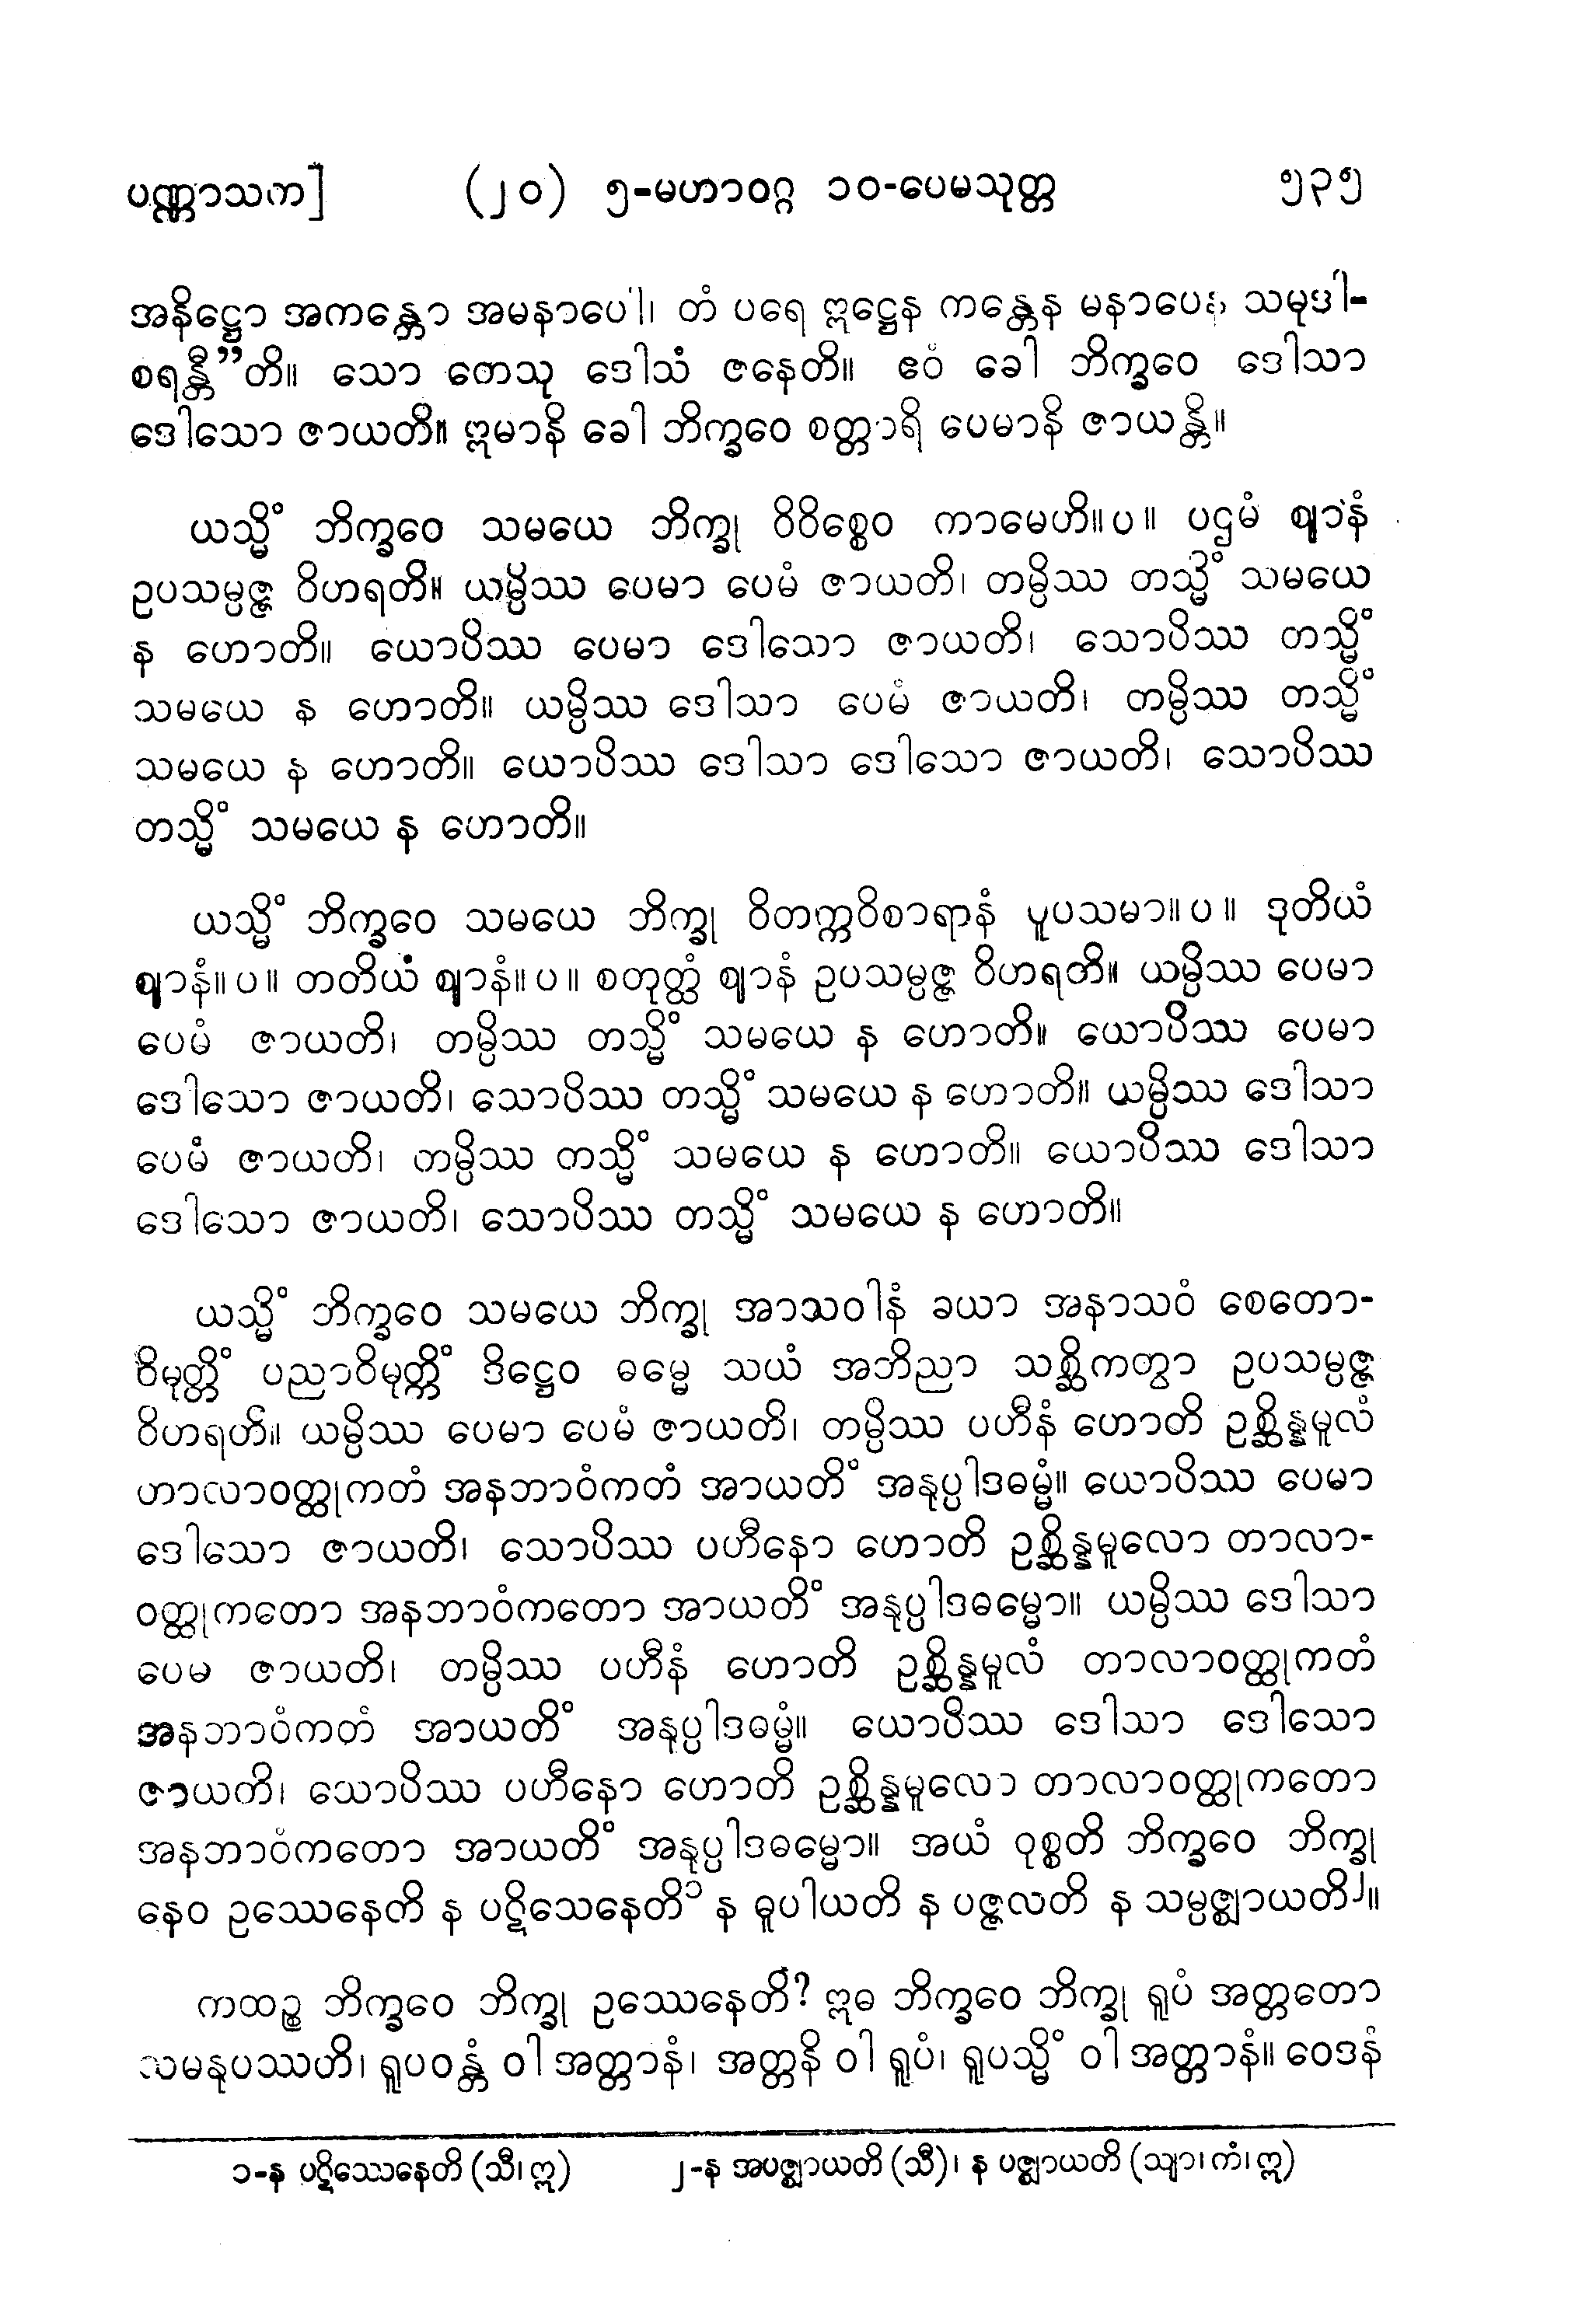 ပဏ္ဏာသက] (၂၀) ၅-မဟာဝဂ္ဂ ၁၀-ပေမသုတ္တ ၅၃၅
အနိဋ္ဌော အကန္တော အမနာပေါ၊ တံ ပရေ ဣဋ္ဌေန ကန္တေန မနာပေန သမုဒါ-
စရန္တီ”တိ။ သော တေသု ဒေါသံ ဇနေတိ။ ဧဝံ ခေါ ဘိက္ခဝေ ဒေါသာ
ဒေါသော ဇာယတိ။ ဣမာနိ ခေါ ဘိက္ခဝေ စတ္တာရိ ပေမာနိ ဇာယန္တိ။
ယသ္မိံ ဘိက္ခဝေ သမယေ ဘိက္ခု ဝိဝိစ္စေဝ ကာမေဟိ။ပ။ ပဌမံ ဈာနံ
ဥပသမ္ပဇ္ဇ ဝိဟရတိ။ ယမ္ပိဿ ပေမာ ပေမံ ဇာယတိ၊ တမ္ပိဿ တသ္မိံ သမယေ
န ဟောတိ။ ယောပိဿ ပေမာ ဒေါသော ဇာယတိ၊ သောပိဿ တသ္မိံ
သမယေ န ဟောတိ။ ယမ္ပိဿ ဒေါသာ ပေမံ ဇာယတိ၊ တမ္ပိဿ တသ္မိံ
သမယေ န ဟောတိ။ ယောပိဿ ဒေါသာ ဒေါသော ဇာယတိ၊ သောပိဿ
တသ္မိံ သမယေ န ဟောတိ။
ယသ္မိံ ဘိက္ခဝေ သမယေ ဘိက္ခု ဝိတက္ကဝိစာရာနံ ဝူပသမာ။ပ။ ဒုတိယံ
ဈာနံ။ပ။ တတိယံ ဈာနံ။ပ။ စတုတ္ထံ ဈာနံ ဥပသမ္ပဇ္ဇ ဝိဟရတိ။ ယမ္ပိဿ ပေမာ
ပေမံ ဇာယတိ၊ တမ္ပိဿ တသ္မိံ သမယေ န ဟောတိ။ ယောပိဿ ပေမာ
ဒေါသော ဇာယတိ၊ သောပိဿ တသ္မိံ သမယေ န ဟောတိ။ ယမ္ပိဿ ဒေါသာ
ပေမံ ဇာယတိ၊ တမ္ပိဿ တသ္မိံ သမယေ န ဟောတိ။ ယောပိဿ ဒေါသာ
ဒေါသော ဇာယတိ၊ သောပိဿ တသ္မိံ သမယေ န ဟောတိ။
ယသ္မိံ ဘိက္ခဝေ သမယေ ဘိက္ခု အာသဝါနံ ခယာ အနာသဝံ စေတော-
ဝိမုတ္တိံ ပညာဝိမုတ္တိံ ဒိဋ္ဌေဝ ဓမ္မေ သယံ အဘိညာ သစ္ဆိကတွာ ဥပသမ္ပဇ္ဇ
ဝိဟရတိ။ ယမ္ပိဿ ပေမာ ပေမံ ဇာယတိ၊ တမ္ပိဿ ပဟီနံ ဟောတိ ဥစ္ဆိန္နမူလံ
တာလာဝတ္ထုကတံ အနဘာဝံကတံ အာယတိံ အနုပ္ပါဒဓမ္မံ။ ယောပိဿ ပေမာ
ဒေါသော ဇာယတိ၊ သောပိဿ ပဟီနော ဟောတိ ဥစ္ဆိန္နမူလော တာလာ-
ဝတ္ထုကတော အနဘာဝံကတော အာယတိံ အနုပ္ပါဒဓမ္မော။ ယမ္ပိဿ ဒေါသာ
ပေမ ဇာယတိ၊ တမ္ပိဿ ပဟီနံ ဟောတိ ဥစ္ဆိန္နမူလံ တာလာဝတ္ထုကတံ
အနဘာဝံကတံ အာယတိံ အနုပ္ပါဒဓမ္မံ။ ယောပိဿ ဒေါသာ ဒေါသော
ဇာယတိ၊ သောပိဿ ပဟီနော ဟောတိ ဥစ္ဆိန္နမူလော တာလာဝတ္ထုကတော
အနဘာဝံကတော အာယတိံ အနုပ္ပါဒဓမ္မော။ အယံ ဝုစ္စတိ ဘိက္ခဝေ ဘိက္ခု
နေဝ ဥဿေနေတိ န ပဋိသေနေတိ၁ န ဓူပါယတိ န ပဇ္ဇလတိ န သမ္ပဇ္ဈာယတိ၂။
ကထဉ္စ ဘိက္ခဝေ ဘိက္ခု ဥဿေနေတိ? ဣဓ ဘိက္ခဝေ ဘိက္ခု ရူပံ အတ္တတော
သမနုပဿတိ၊ ရူပဝန္တံ ဝါ အတ္တာနံ၊ အတ္တနိ ဝါ ရူပံ၊ ရူပသ္မိံ ဝါ အတ္တာနံ။ ဝေဒနံ
၁-န ပဋိဿေနေတိ (သီ၊ ဣ) ၂-န အပဇ္ဈာယတိ (သီ)၊ န ပဇ္ဈာယတိ (သျာ၊ ကံ၊ ဣ)